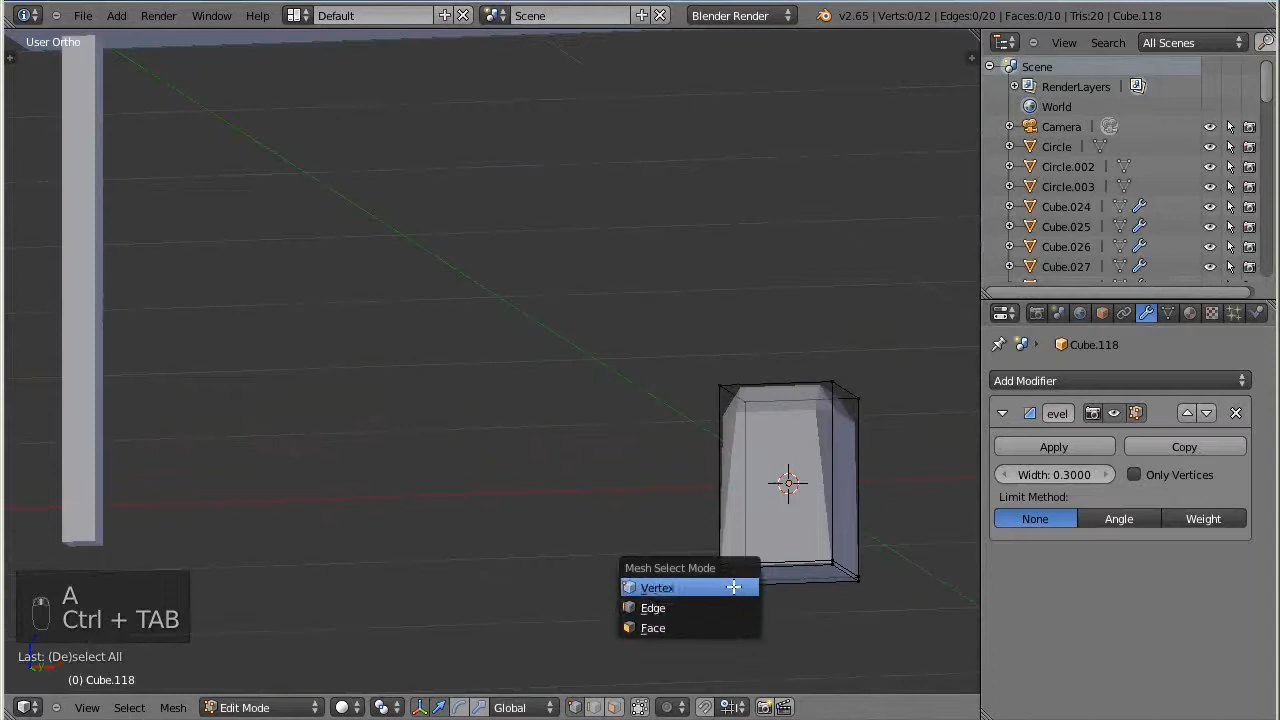 File Add Render Window Help Default Scene Blender Render v2.65 | Verts:0/12 | Edges:0/20 | Faces:0/10 | Tris:20 | Cube.118
User Ortho
View Search All Scenes
Scene
RenderLayers |
World
Camera |
Circle |
Circle.002 |
Circle.003 |
Cube.024 |
Cube.025 |
Cube.026 |
Cube.027 |
Cube.118
Add Modifier
evel
Apply Copy
Width: 0.3000 Only Vertices
Limit Method:
None Angle Weight
Mesh Select Mode
Vertex
Edge
Face
A
Ctrl + TAB
Last: (De)select All
(0) Cube.118
View Select Mesh Edit Mode Global